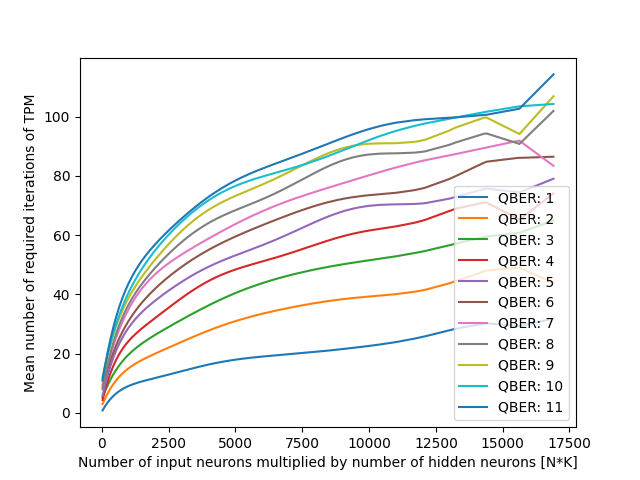 Mean number of required iterations of TPM
100
80
60
40
20
0
QBER: 1
QBER: 2
QBER: 3
QBER: 4
QBER: 5
QBER: 6
QBER: 7
QBER: 8
QBER: 9
QBER: 10
QBER: 11
0 2500 5000 7500 10000 12500 15000 17500
Number of input neurons multiplied by number of hidden neurons [N*K]